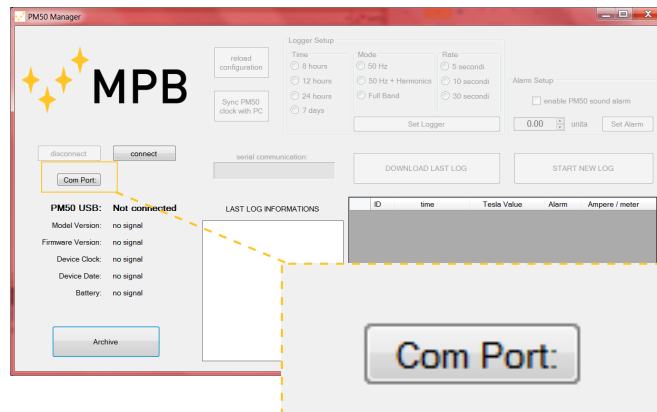 PM50 Manager
MPB
reload
configuration
Sync PM50
clock with PC
Logger Setup
Time
8 hours
12 hours
24 hours
7 days
Mode
50 Hz
50 Hz + Harmonics
Full Band
Rate
5 secondi
10 secondi
30 secondi
Set Logger
Alarm Setup
enable PM50 sound alarm
0.00 unita Set Alarm
disconnect connect
Com Port:
serial communication:
DOWNLOAD LAST LOG
START NEW LOG
PM50 USB: Not connected
Model Version: no signal
Firmware Version: no signal
Device Clock: no signal
Device Date: no signal
Battery: no signal
Archive
LAST LOG INFORMATIONS
ID time Tesla Value Alarm Ampere / meter
Com Port: